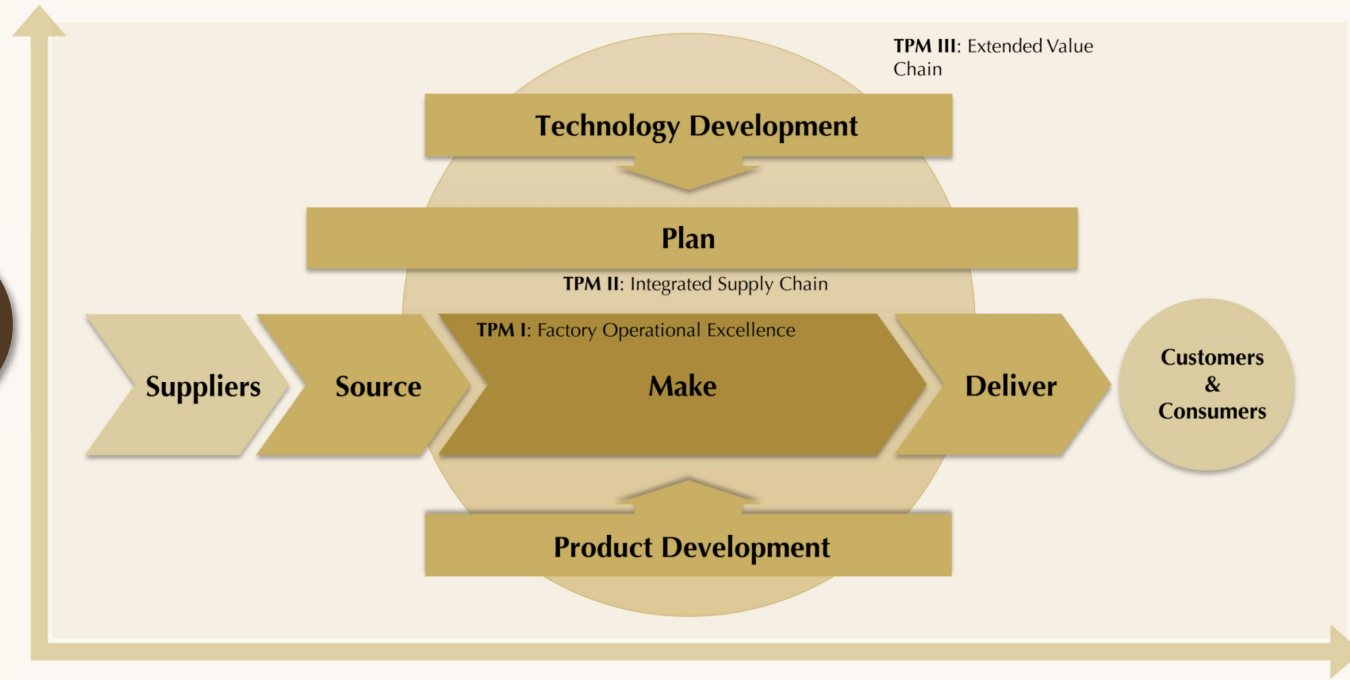 TPM III: Extended Value
Chain
Technology Development
Plan
TPM II: Integrated Supply Chain
TPM I: Factory Operational Excellence
Suppliers
Source
Make
Deliver
Customers
&
Consumers
Product Development